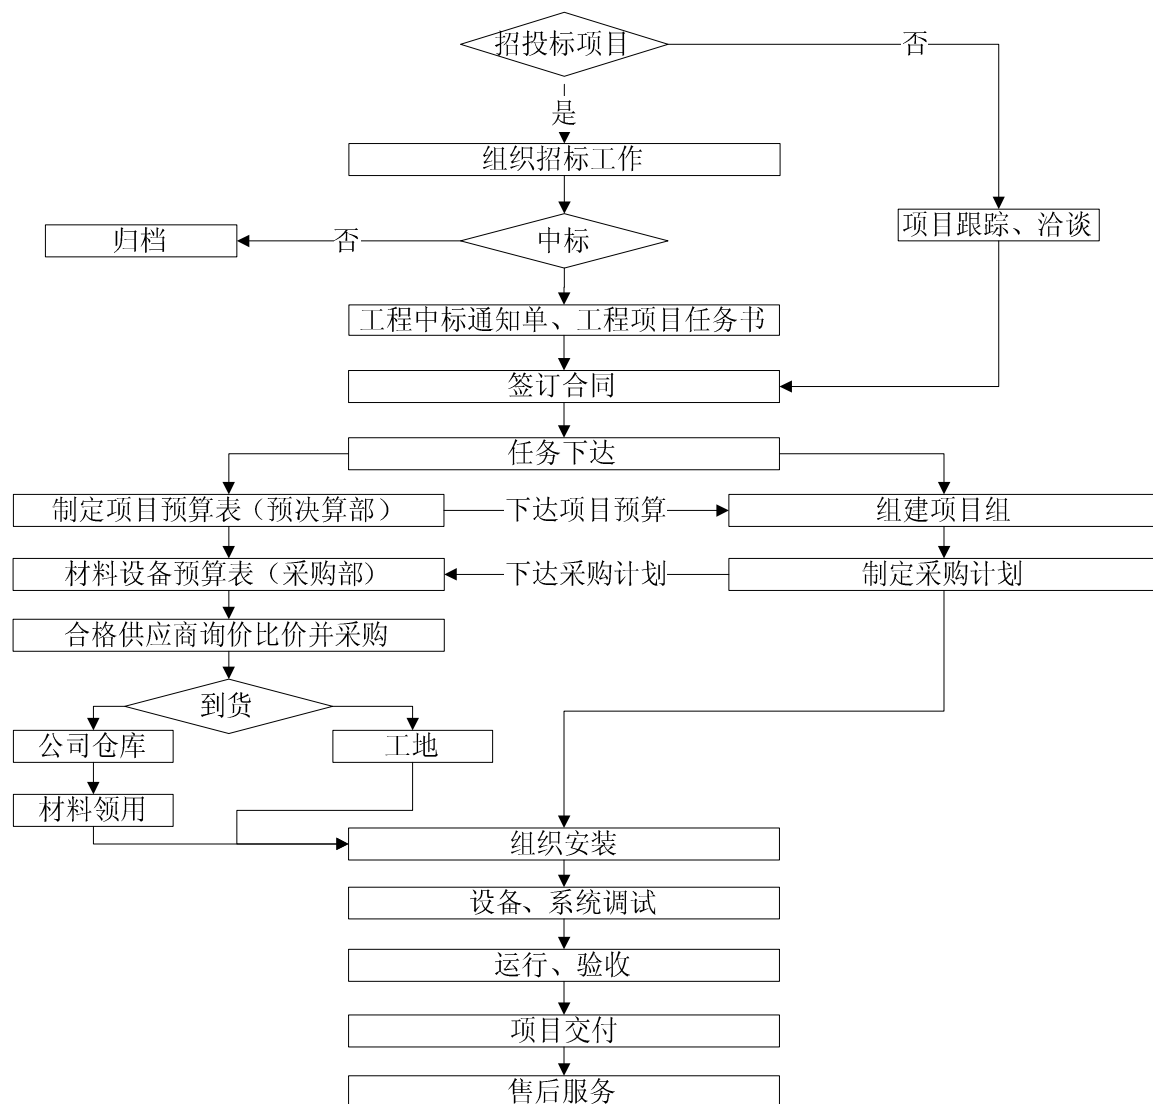 招投标项目
否
是
组织招标工作
项目跟踪、洽谈
归档
否
中标
工程中标通知单、工程项目任务书
签订合同
任务下达
制定项目预算表（预决算部）
下达项目预算
组建项目组
材料设备预算表（采购部）
下达采购计划
制定采购计划
合格供应商询价比价并采购
到货
公司仓库
工地
材料领用
组织安装
设备、系统调试
运行、验收
项目交付
售后服务